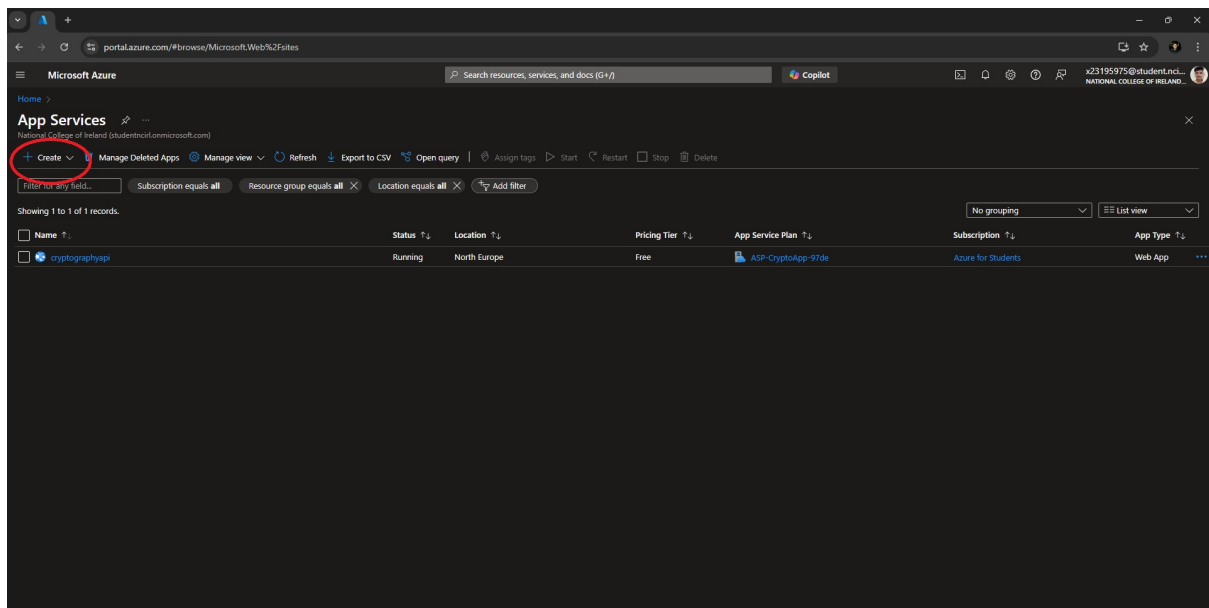 portal.azure.com/#browse/Microsoft.Web%2Fsites
Microsoft Azure
Search resources, services, and docs (G+/)
Copilot
x23195975@student.nci...
NATIONAL COLLEGE OF IRELAND...
Home >
App Services
National College of Ireland (studentncirl.onmicrosoft.com)
+ Create Manage Deleted Apps Manage view Refresh Export to CSV Open query Assign tags Start Restart Stop Delete
Filter for any field... Subscription equals all Resource group equals all Location equals all Add filter
Showing 1 to 1 of 1 records. No grouping List view
Name Status Location Pricing Tier App Service Plan Subscription App Type
cryptographyapi Running North Europe Free ASP-CryptoApp-97de Azure for Students Web App